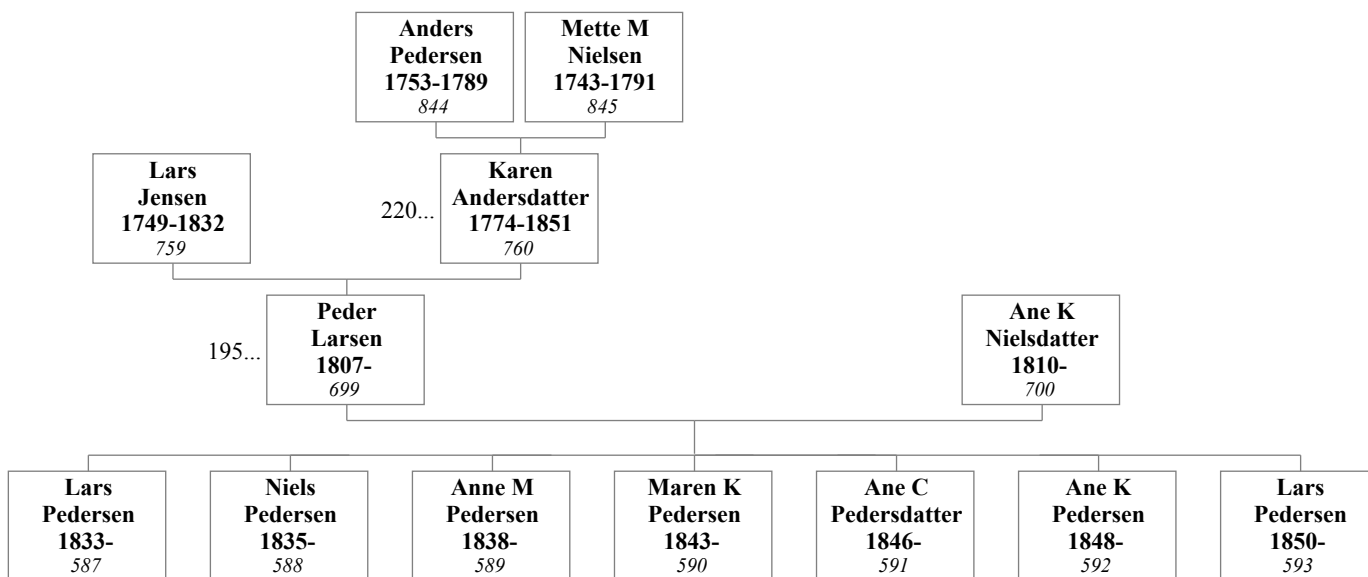 Anders
Pedersen
1753-1789
844
Mette M
Nielsen
1743-1791
845
Lars
Jensen
1749-1832
759
220...
Karen
Andersdatter
1774-1851
760
195...
Peder
Larsen
1807-
699
Ane K
Nielsdatter
1810-
700
Lars
Pedersen
1833-
587
Niels
Pedersen
1835-
588
Anne M
Pedersen
1838-
589
Maren K
Pedersen
1843-
590
Ane C
Pedersdatter
1846-
591
Ane K
Pedersen
1848-
592
Lars
Pedersen
1850-
593